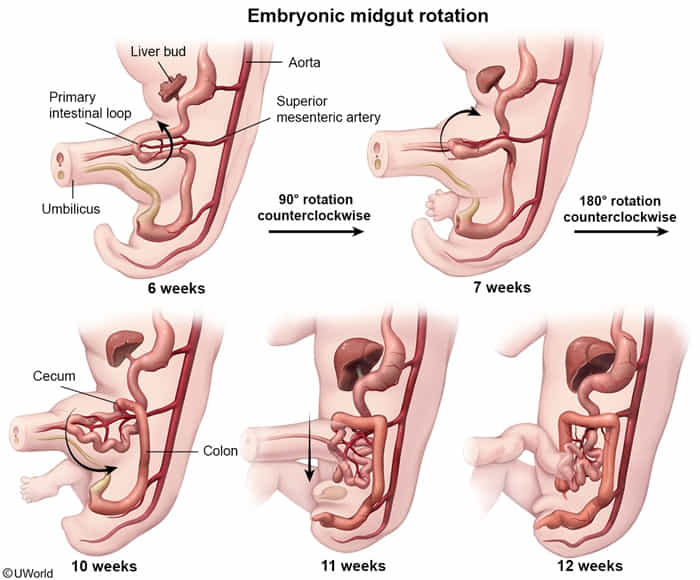 Embryonic midgut rotation
Liver bud
Aorta
Primary
intestinal loop
Superior
mesenteric artery
Umbilicus
90° rotation
counterclockwise
180° rotation
counterclockwise
6 weeks
7 weeks
Cecum
Colon
10 weeks
11 weeks
12 weeks
©UWorld